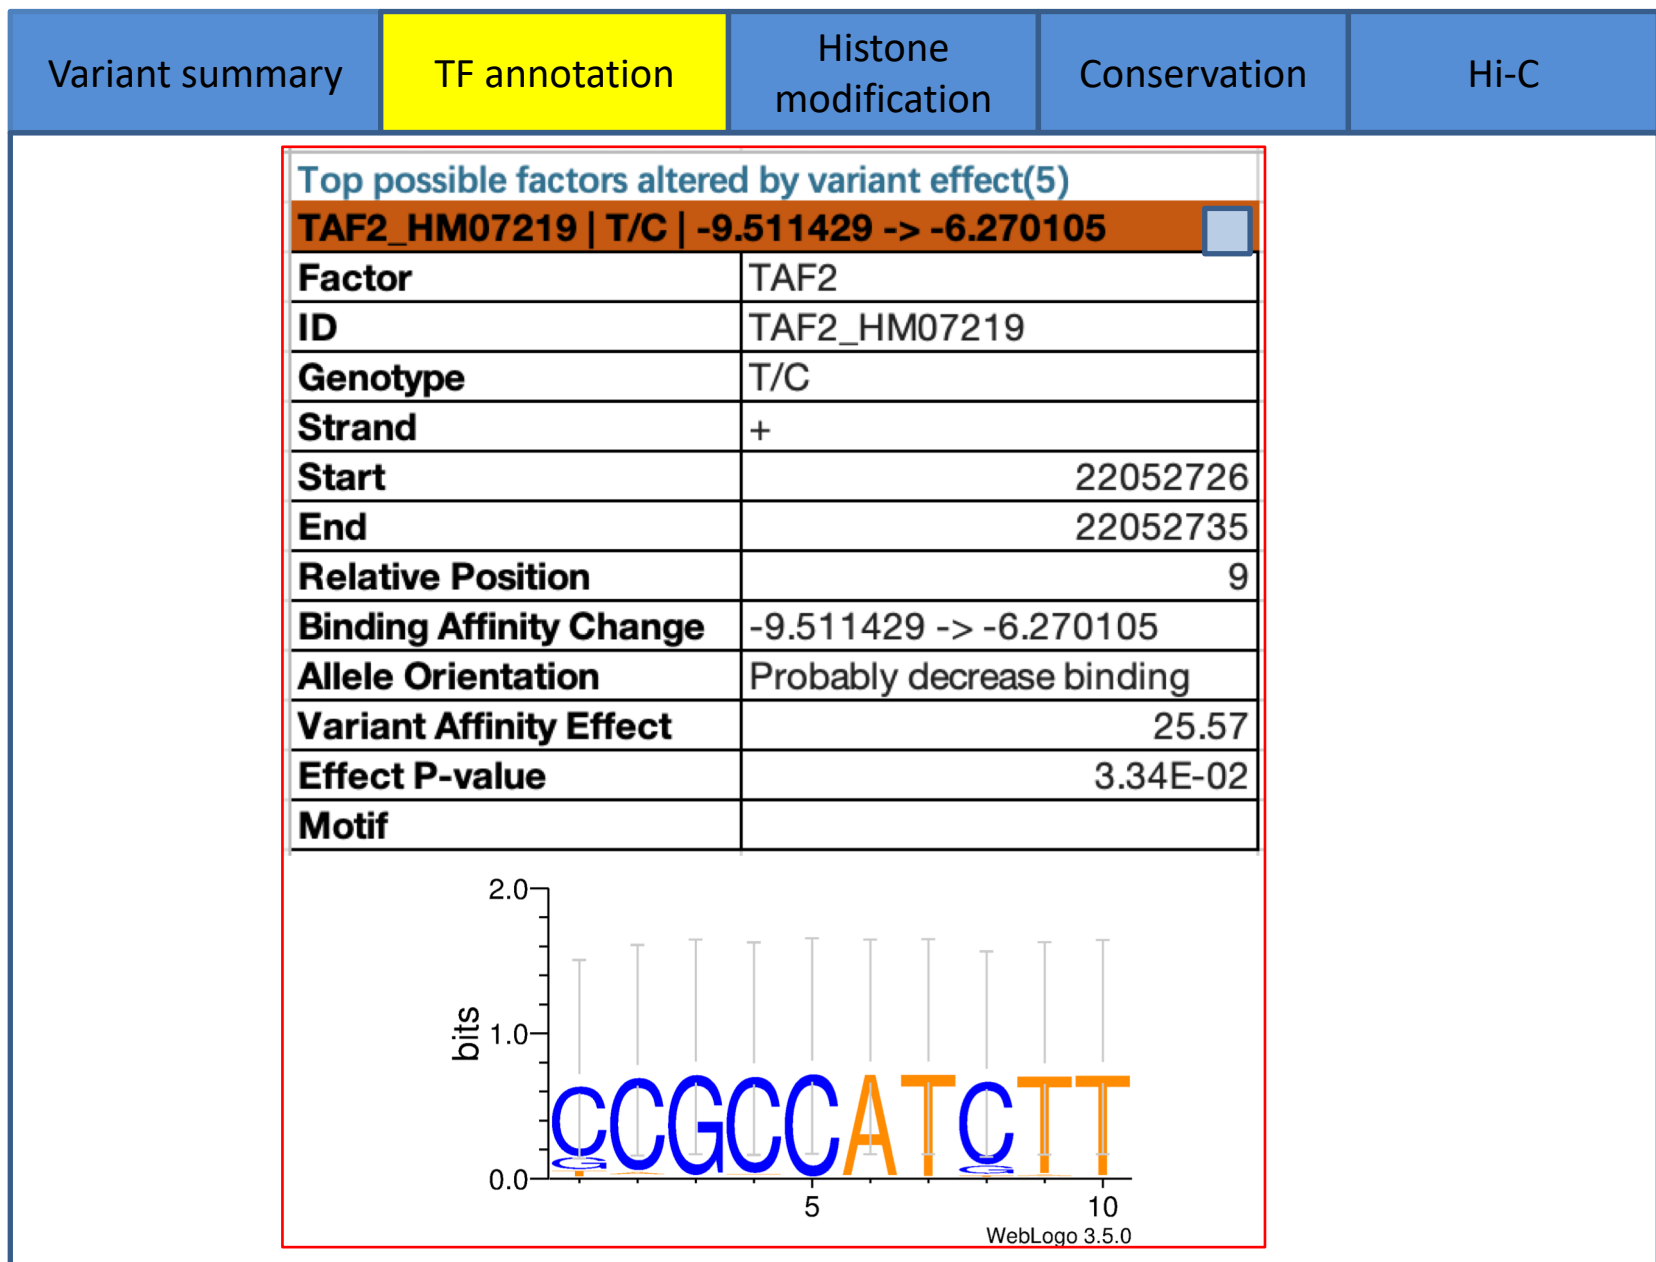 Variant summary
TF annotation
Histone
modification
Conservation
Hi-C
Top possible factors altered by variant effect(5)
TAF2_HM07219 | T/C | -9.511429 -> -6.270105
Factor TAF2
ID TAF2_HM07219
Genotype T/C
Strand +
Start 22052726
End 22052735
Relative Position 9
Binding Affinity Change -9.511429 -> -6.270105
Allele Orientation Probably decrease binding
Variant Affinity Effect 25.57
Effect P-value 3.34E-02
Motif
2.0
1.0
0.0
bits
CCGCCATCTT
5 10
WebLogo 3.5.0